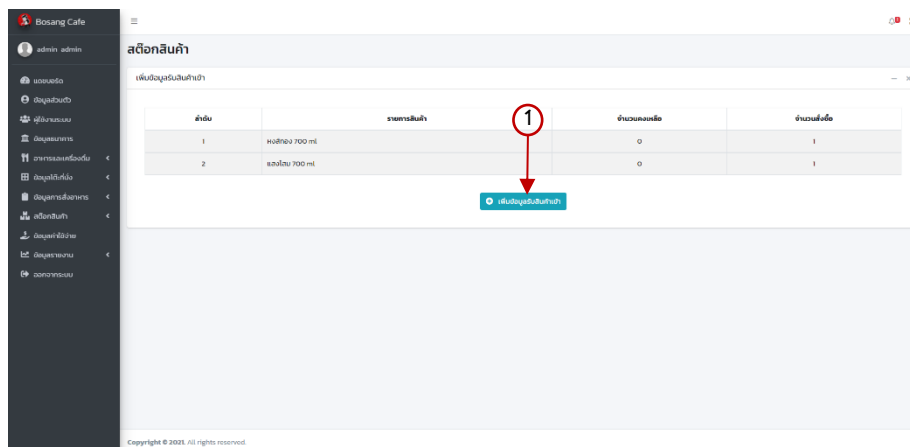 Bosang Cafe
admin admin
แดชบอร์ด
ข้อมูลส่วนตัว
ผู้ใช้งานระบบ
ข้อมูลธนาคาร
อาหารและเครื่องดื่ม
ข้อมูลโต๊ะที่นั่ง
ข้อมูลการสั่งอาหาร
สต๊อกสินค้า
ข้อมูลค่าใช้จ่าย
ข้อมูลรายงาน
ออกจากระบบ
สต๊อกสินค้า
เพิ่มข้อมูลรับสินค้าเข้า
ลำดับ รายการสินค้า จำนวนคงเหลือ จำนวนสั่งซื้อ
1 หงส์ทอง 700 ml 0 1
2 แสงโสม 700 ml 0 1
1
เพิ่มข้อมูลรับสินค้าเข้า
Copyright © 2021. All rights reserved.